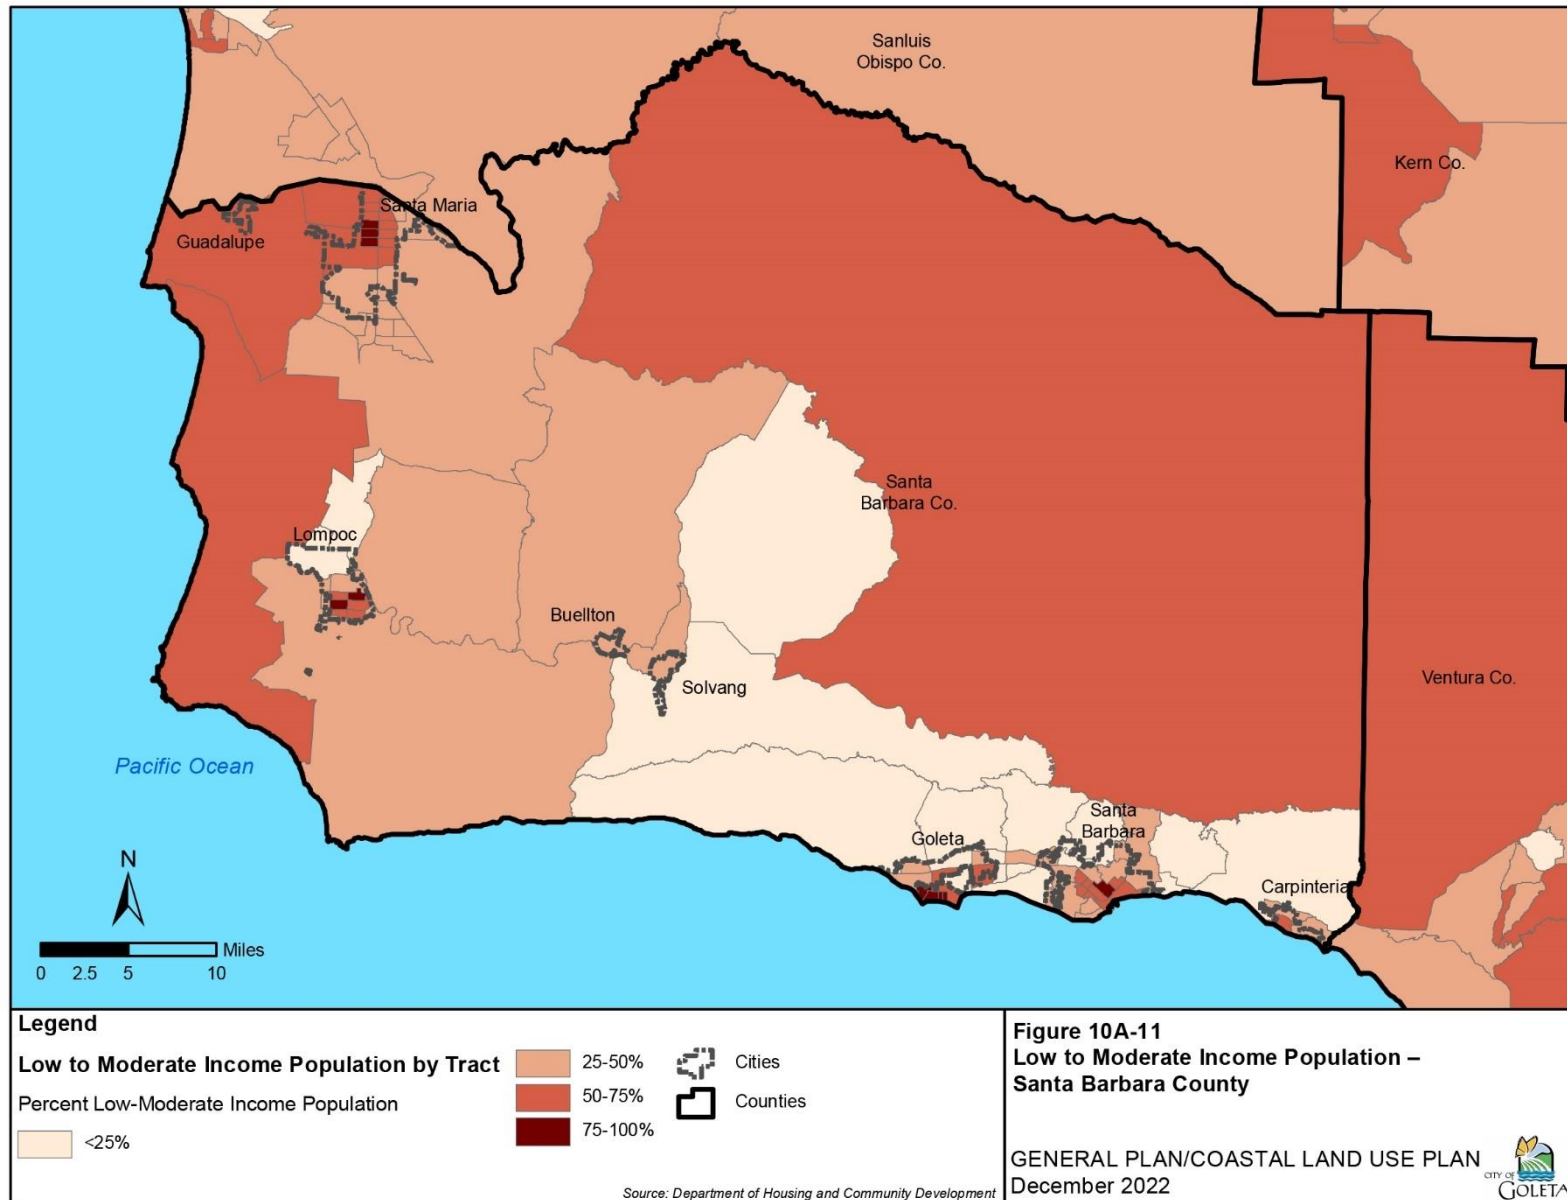 Sanluis
Obispo Co.
Kern Co.
Santa Maria
Guadalupe
Santa
Barbara Co.
Lompoc
Buellton
Solvang
Ventura Co.
Pacific Ocean
Santa
Barbara
Goleta
Carpinteria
N
Miles
0 2.5 5 10
Legend
Low to Moderate Income Population by Tract
Percent Low-Moderate Income Population
<25%
25-50%
50-75%
75-100%
Cities
Counties
Source: Department of Housing and Community Development
Figure 10A-11
Low to Moderate Income Population –
Santa Barbara County
GENERAL PLAN/COASTAL LAND USE PLAN
December 2022
CITY OF
GOLETA